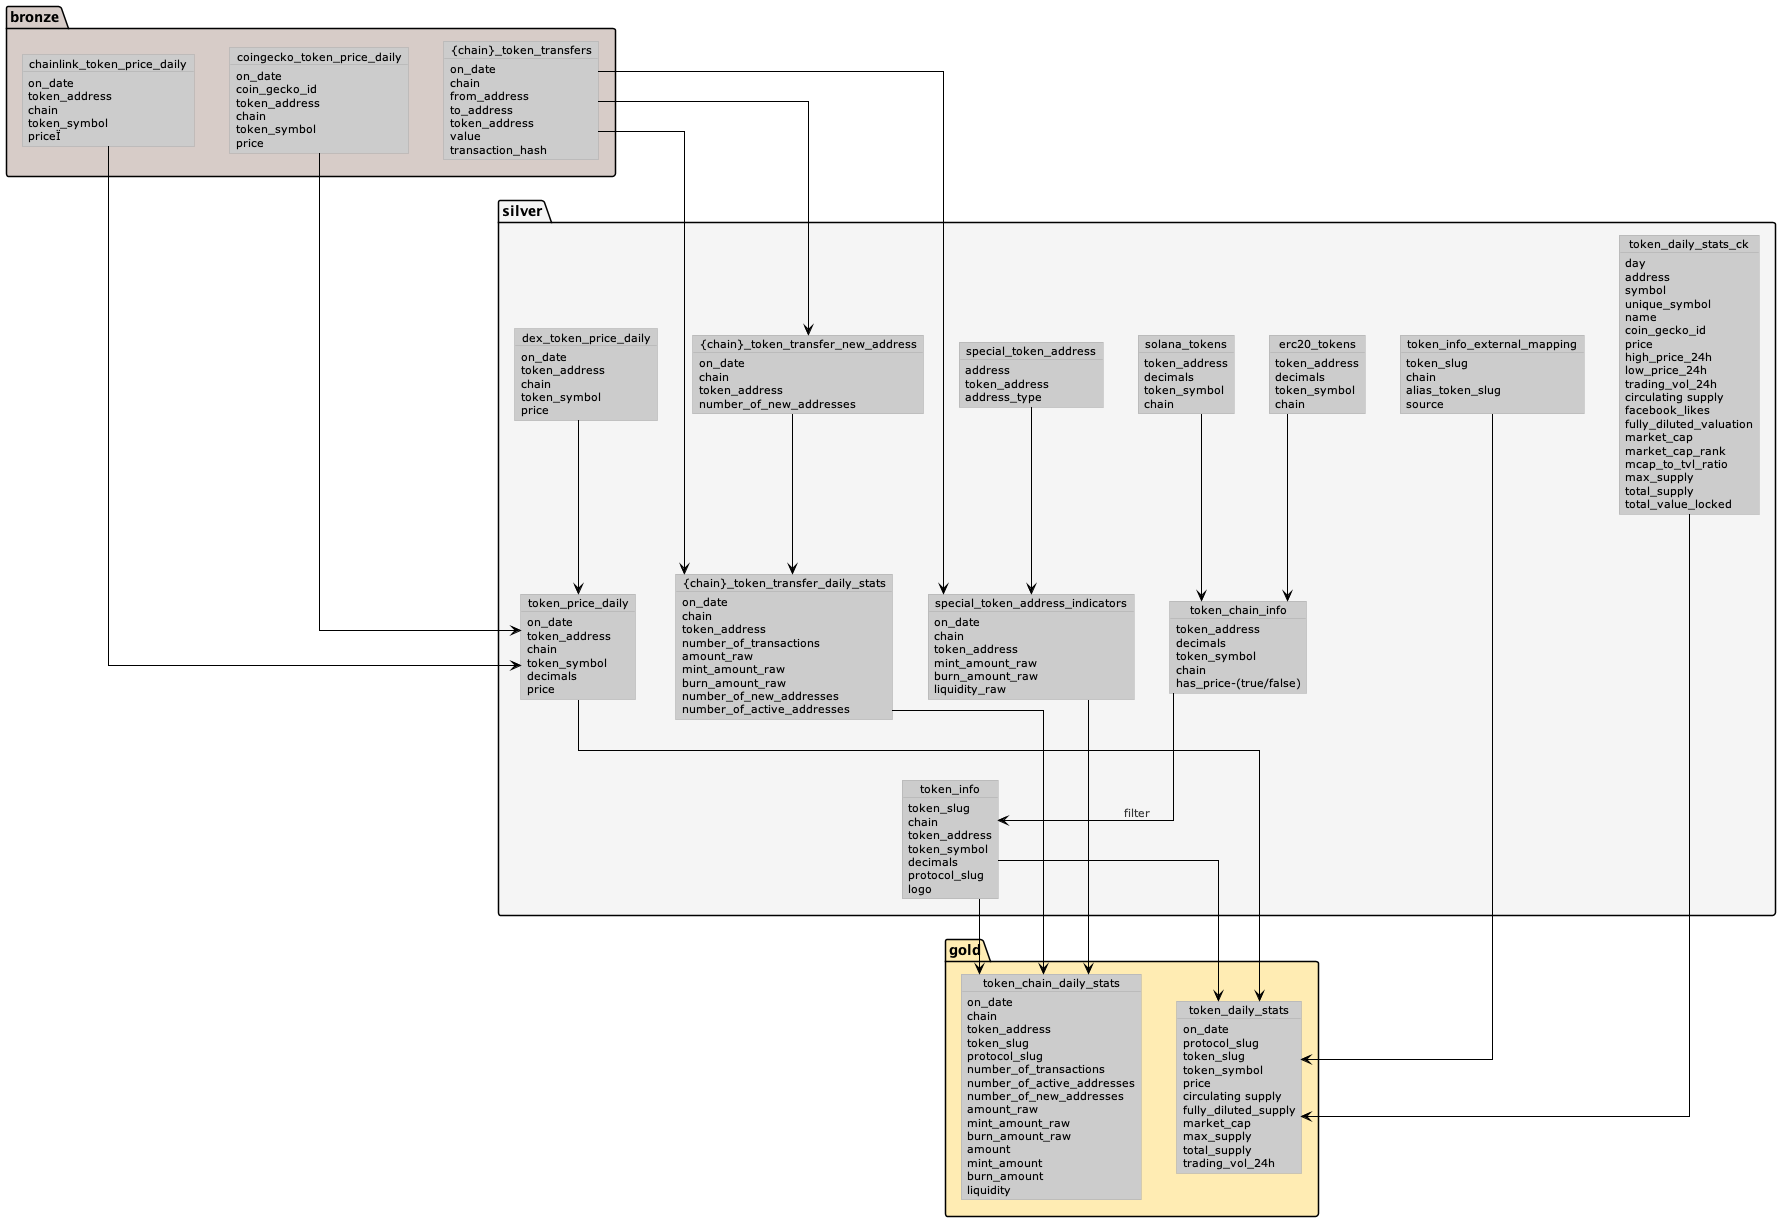 bronze
chainlink_token_price_daily
on_date
token_address
chain
token_symbol
price
coingecko_token_price_daily
on_date
coin_gecko_id
token_address
chain
token_symbol
price
{chain}_token_transfers
on_date
chain
from_address
to_address
token_address
value
transaction_hash
silver
token_daily_stats_ck
day
address
symbol
unique_symbol
name
coin_gecko_id
price
high_price_24h
low_price_24h
trading_vol_24h
circulating supply
facebook_likes
fully_diluted_valuation
market_cap
market_cap_rank
mcap_to_tvl_ratio
max_supply
total_supply
total_value_locked
dex_token_price_daily
on_date
token_address
chain
token_symbol
price
{chain}_token_transfer_new_address
on_date
chain
token_address
number_of_new_addresses
special_token_address
address
token_address
address_type
solana_tokens
token_address
decimals
token_symbol
chain
erc20_tokens
token_address
decimals
token_symbol
chain
token_info_external_mapping
token_slug
chain
alias_token_slug
source
token_price_daily
on_date
token_address
chain
token_symbol
decimals
price
{chain}_token_transfer_daily_stats
on_date
chain
token_address
number_of_transactions
amount_raw
mint_amount_raw
burn_amount_raw
number_of_new_addresses
number_of_active_addresses
special_token_address_indicators
on_date
chain
token_address
mint_amount_raw
burn_amount_raw
liquidity_raw
token_chain_info
token_address
decimals
token_symbol
chain
has_price-(true/false)
token_info
token_slug
chain
token_address
token_symbol
decimals
protocol_slug
logo
filter
gold
token_chain_daily_stats
on_date
chain
token_address
token_slug
protocol_slug
number_of_transactions
number_of_active_addresses
number_of_new_addresses
amount_raw
mint_amount_raw
burn_amount_raw
amount
mint_amount
burn_amount
liquidity
token_daily_stats
on_date
protocol_slug
token_slug
token_symbol
price
circulating supply
fully_diluted_supply
market_cap
max_supply
total_supply
trading_vol_24h